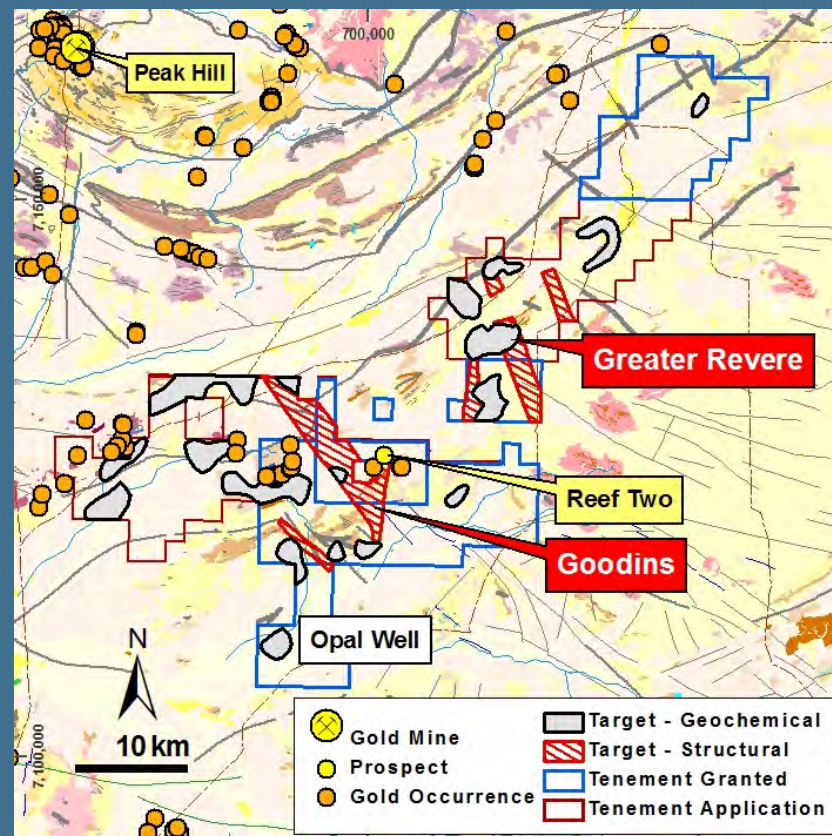 700,000
Peak Hill
7,150,000
Greater Revere
Reef Two
Goodins
Opal Well
N
10 km
7,100,000
Gold Mine
Prospect
Gold Occurrence
Target - Geochemical
Target - Structural
Tenement Granted
Tenement Application